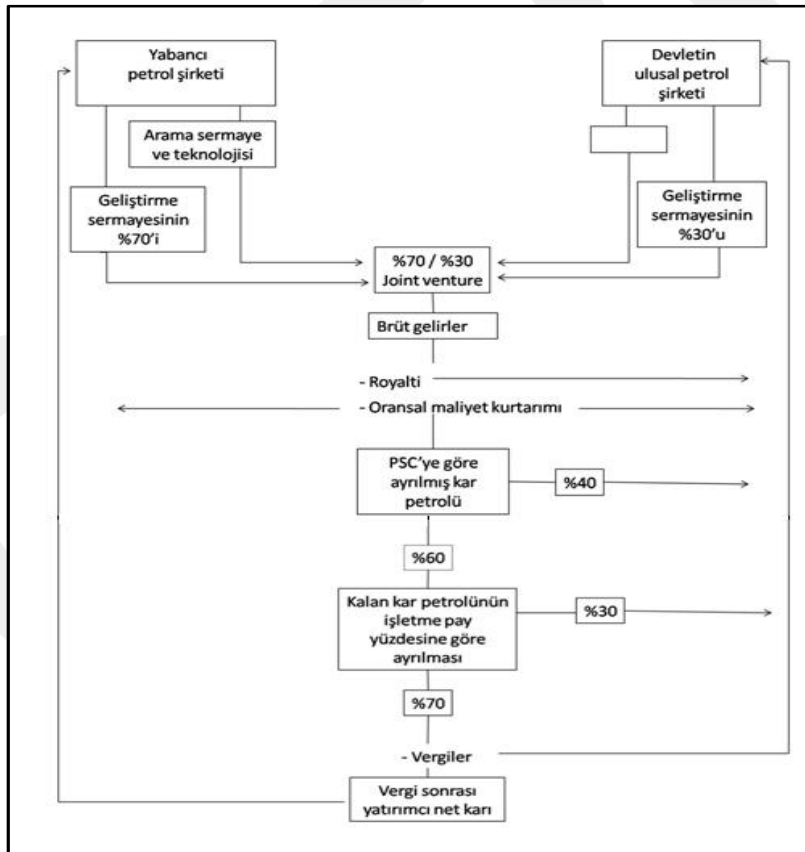 Yabancı
petrol şirketi
Devletin
ulusal petrol
şirketi
Arama sermaye
ve teknolojisi
Geliştirme
sermayesinin
%70'i
Geliştirme
sermayesinin
%30'u
%70 / %30
Joint venture
Brüt gelirler
- Royalti
- Oransal maliyet kurtarımı
PSC'ye göre
ayrılmış kar
petrolü
%40
%60
Kalan kar petrolünün
işletme pay
yüzdesine göre
ayrılması
%30
%70
- Vergiler
Vergi sonrası
yatırımcı net karı